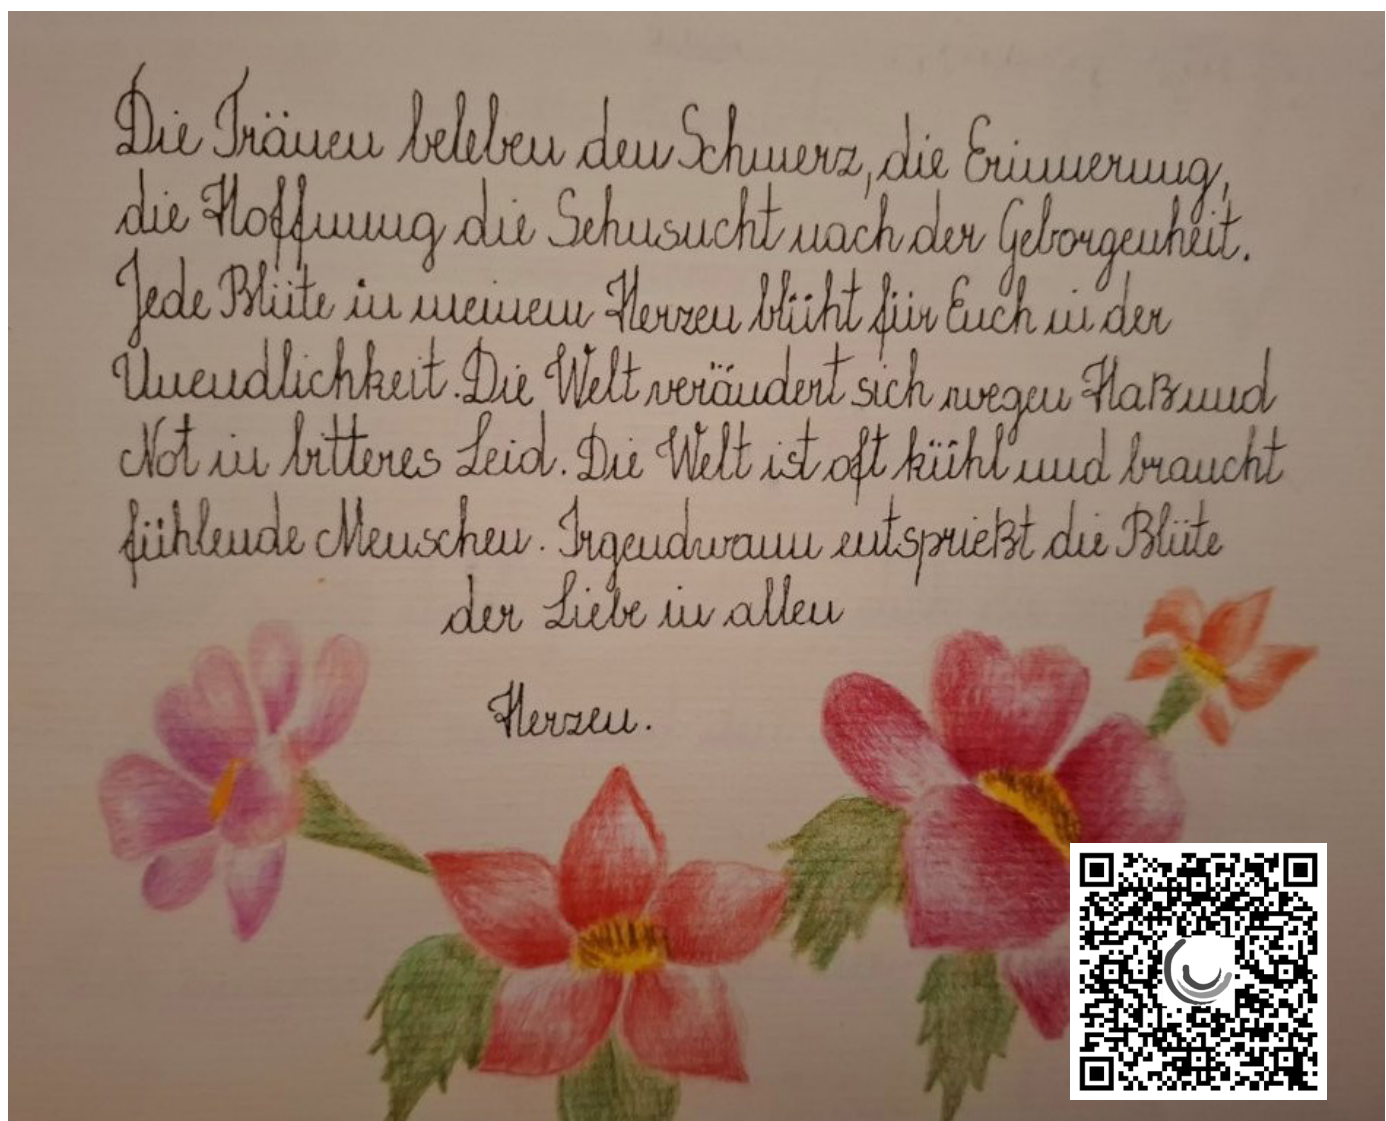 Die Tränen beleben den Schmerz, die Erinnerung,
die Hoffnung die Sehnsucht nach der Geborgenheit.
Jede Blüte in meinem Herzen blüht für Euch in der
Unendlichkeit. Die Welt verändert sich wegen Haß und
Not in bitteres Leid. Die Welt ist oft kühl und braucht
fühlende Menschen. Irgendwann entsprießt die Blüte
der Liebe in allen
Herzen.